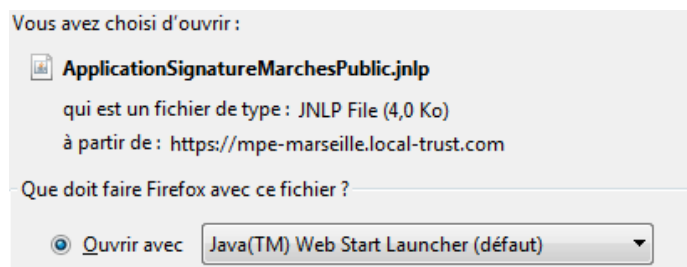 Vous avez choisi d'ouvrir :
ApplicationSignatureMarchesPublic.jnlp
qui est un fichier de type : JNLP File (4,0 Ko)
à partir de : https://mpe-marseille.local-trust.com
Que doit faire Firefox avec ce fichier ?
Ouvrir avec Java(TM) Web Start Launcher (défaut)